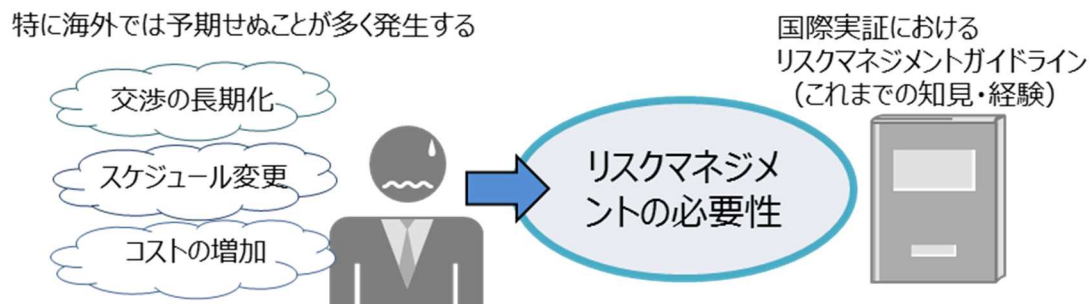 特に海外では予期せぬことが多く発生する
交渉の長期化
スケジュール変更
コストの増加
リスクマネジメ
ントの必要性
国際実証における
リスクマネジメントガイドライン
（これまでの知見・経験）